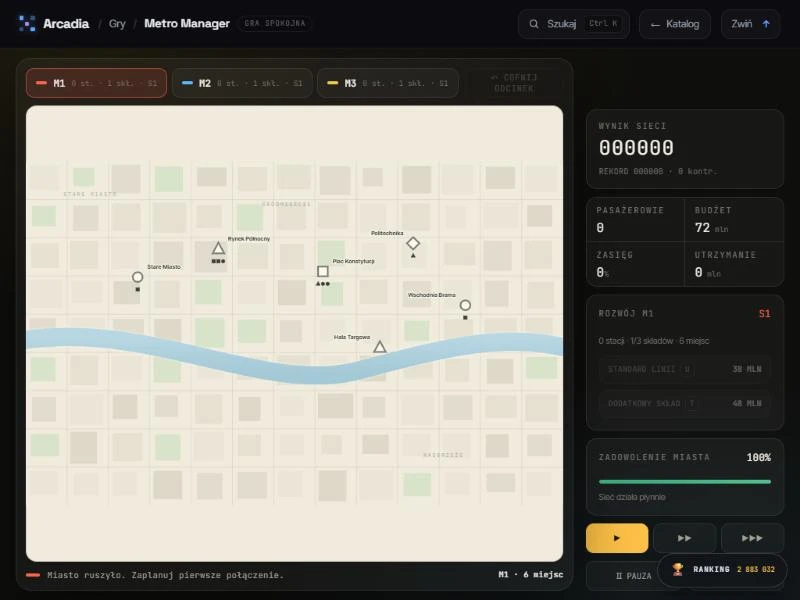 Arcadia / Gry / Metro Manager GRA SPOKOJNA
Szukaj Ctrl K
← Katalog
Zwiń ↑
M1 0 st. · 1 skł. · S1
M2 0 st. · 1 skł. · S1
M3 0 st. · 1 skł. · S1
↶ COFNIJ
ODCINEK
STARE MIASTO
ŚRÓDMIEŚCIE
Rynek Północny
Politechnika
Stare Miasto
Plac Konstytucji
Wschodnia Brama
Hala Targowa
NABRZEŻE
Miasto ruszyło. Zaplanuj pierwsze połączenie.
M1 · 6 miejsc
WYNIK SIECI
000000
REKORD 000000 · 0 kontr.
PASAŻEROWIE
0
BUDŻET
72 mln
ZASIĘG
0%
UTRZYMANIE
0 mln
ROZWÓJ M1 S1
0 stacji · 1/3 składów · 6 miejsc
STANDARD LINII U 38 MLN
DODATKOWY SKŁAD T 48 MLN
ZADOWOLENIE MIASTA 100%
Sieć działa płynnie
PAUZA
RANKING 2 883 032